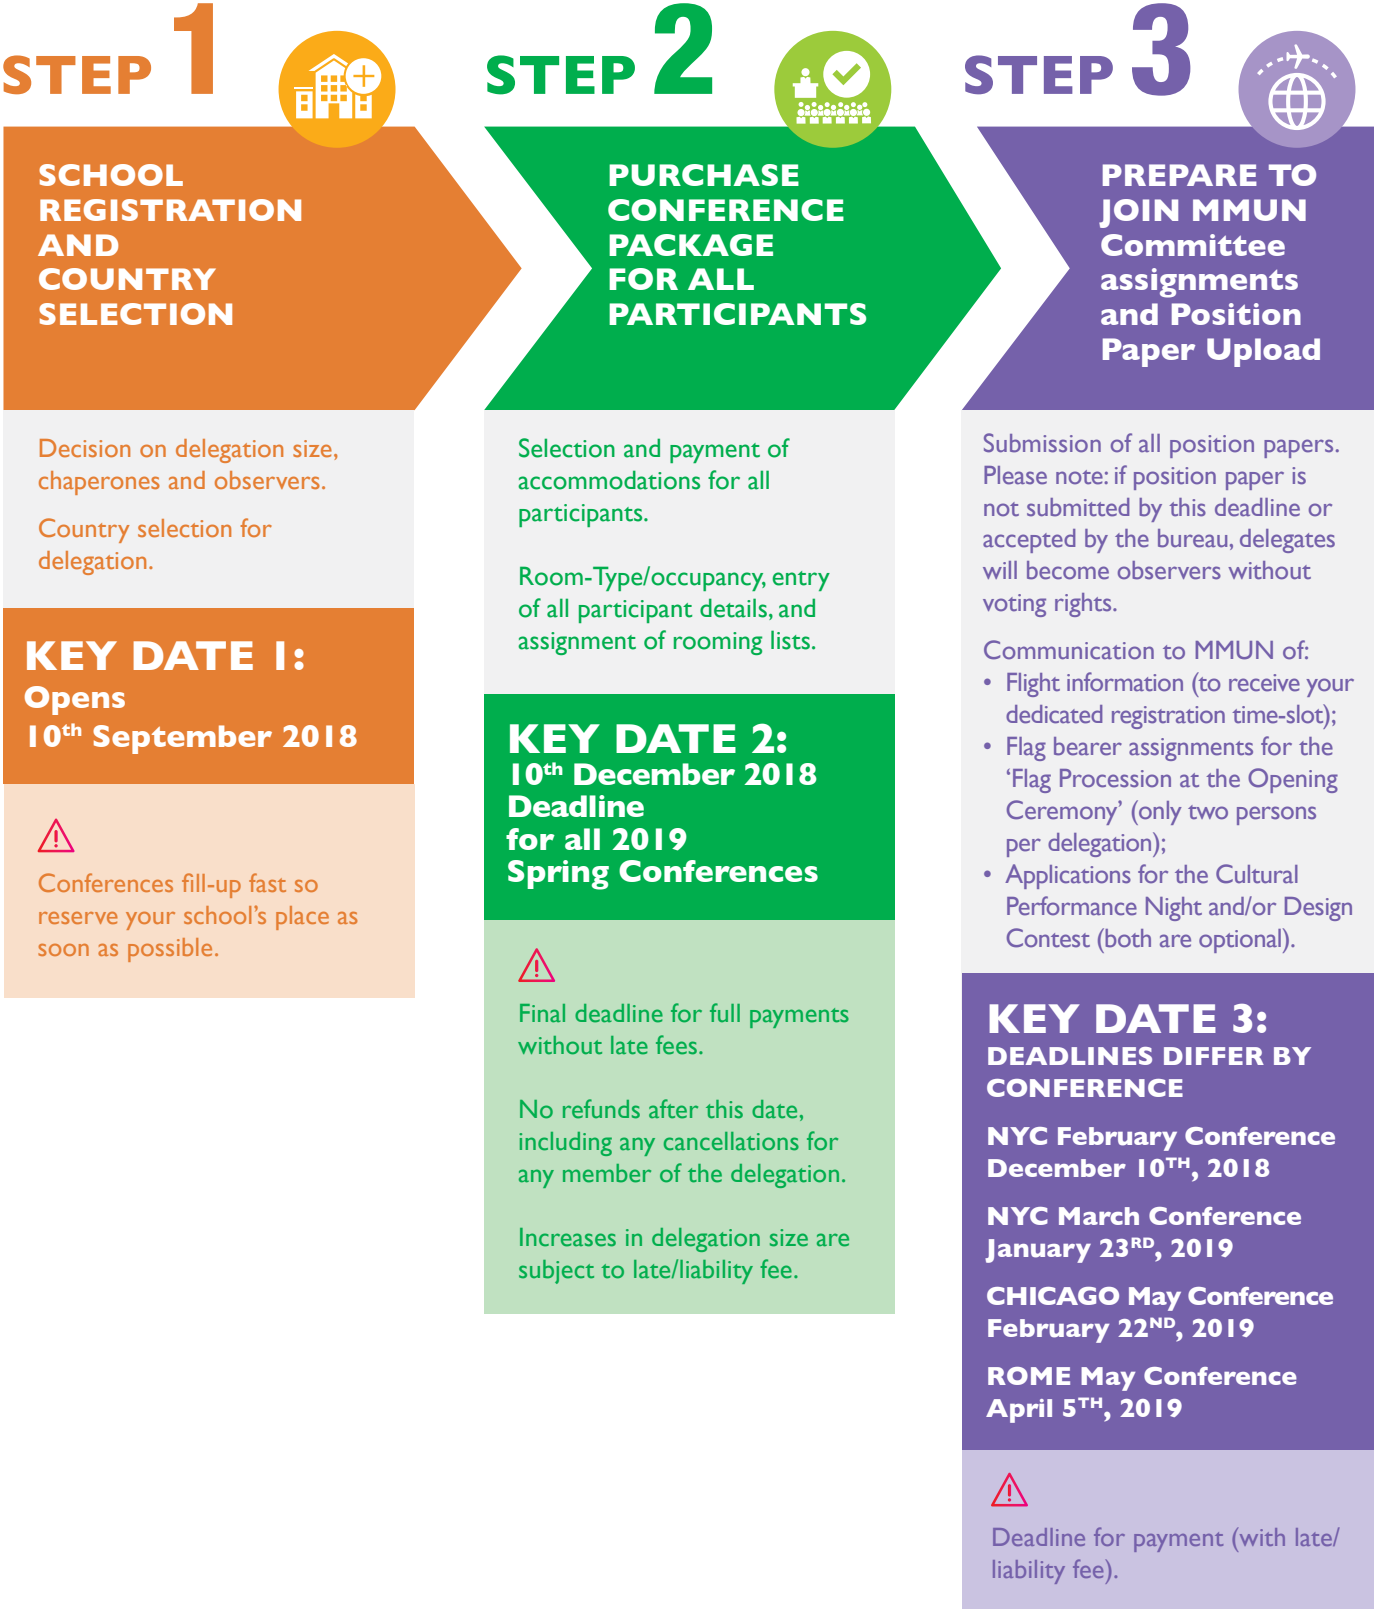 STEP 1
SCHOOL
REGISTRATION
AND
COUNTRY
SELECTION
Decision on delegation size,
chaperones and observers.
Country selection for
delegation.
KEY DATE 1:
Opens
10th September 2018
Conferences fill-up fast so
reserve your school’s place as
soon as possible.
STEP 2
PURCHASE
CONFERENCE
PACKAGE
FOR ALL
PARTICIPANTS
Selection and payment of
accommodations for all
participants.
Room-Type/occupancy, entry
of all participant details, and
assignment of rooming lists.
KEY DATE 2:
10th December 2018
Deadline
for all 2019
Spring Conferences
Final deadline for full payments
without late fees.
No refunds after this date,
including any cancellations for
any member of the delegation.
Increases in delegation size are
subject to late/liability fee.
STEP 3
PREPARE TO
JOIN MMUN
Committee
assignments
and Position
Paper Upload
Submission of all position papers.
Please note: if position paper is
not submitted by this deadline or
accepted by the bureau, delegates
will become observers without
voting rights.
Communication to MMUN of:
• Flight information (to receive your
dedicated registration time-slot);
• Flag bearer assignments for the
‘Flag Procession at the Opening
Ceremony’ (only two persons
per delegation);
• Applications for the Cultural
Performance Night and/or Design
Contest (both are optional).
KEY DATE 3:
DEADLINES DIFFER BY
CONFERENCE
NYC February Conference
December 10TH, 2018
NYC March Conference
January 23RD, 2019
CHICAGO May Conference
February 22ND, 2019
ROME May Conference
April 5TH, 2019
Deadline for payment (with late/
liability fee).